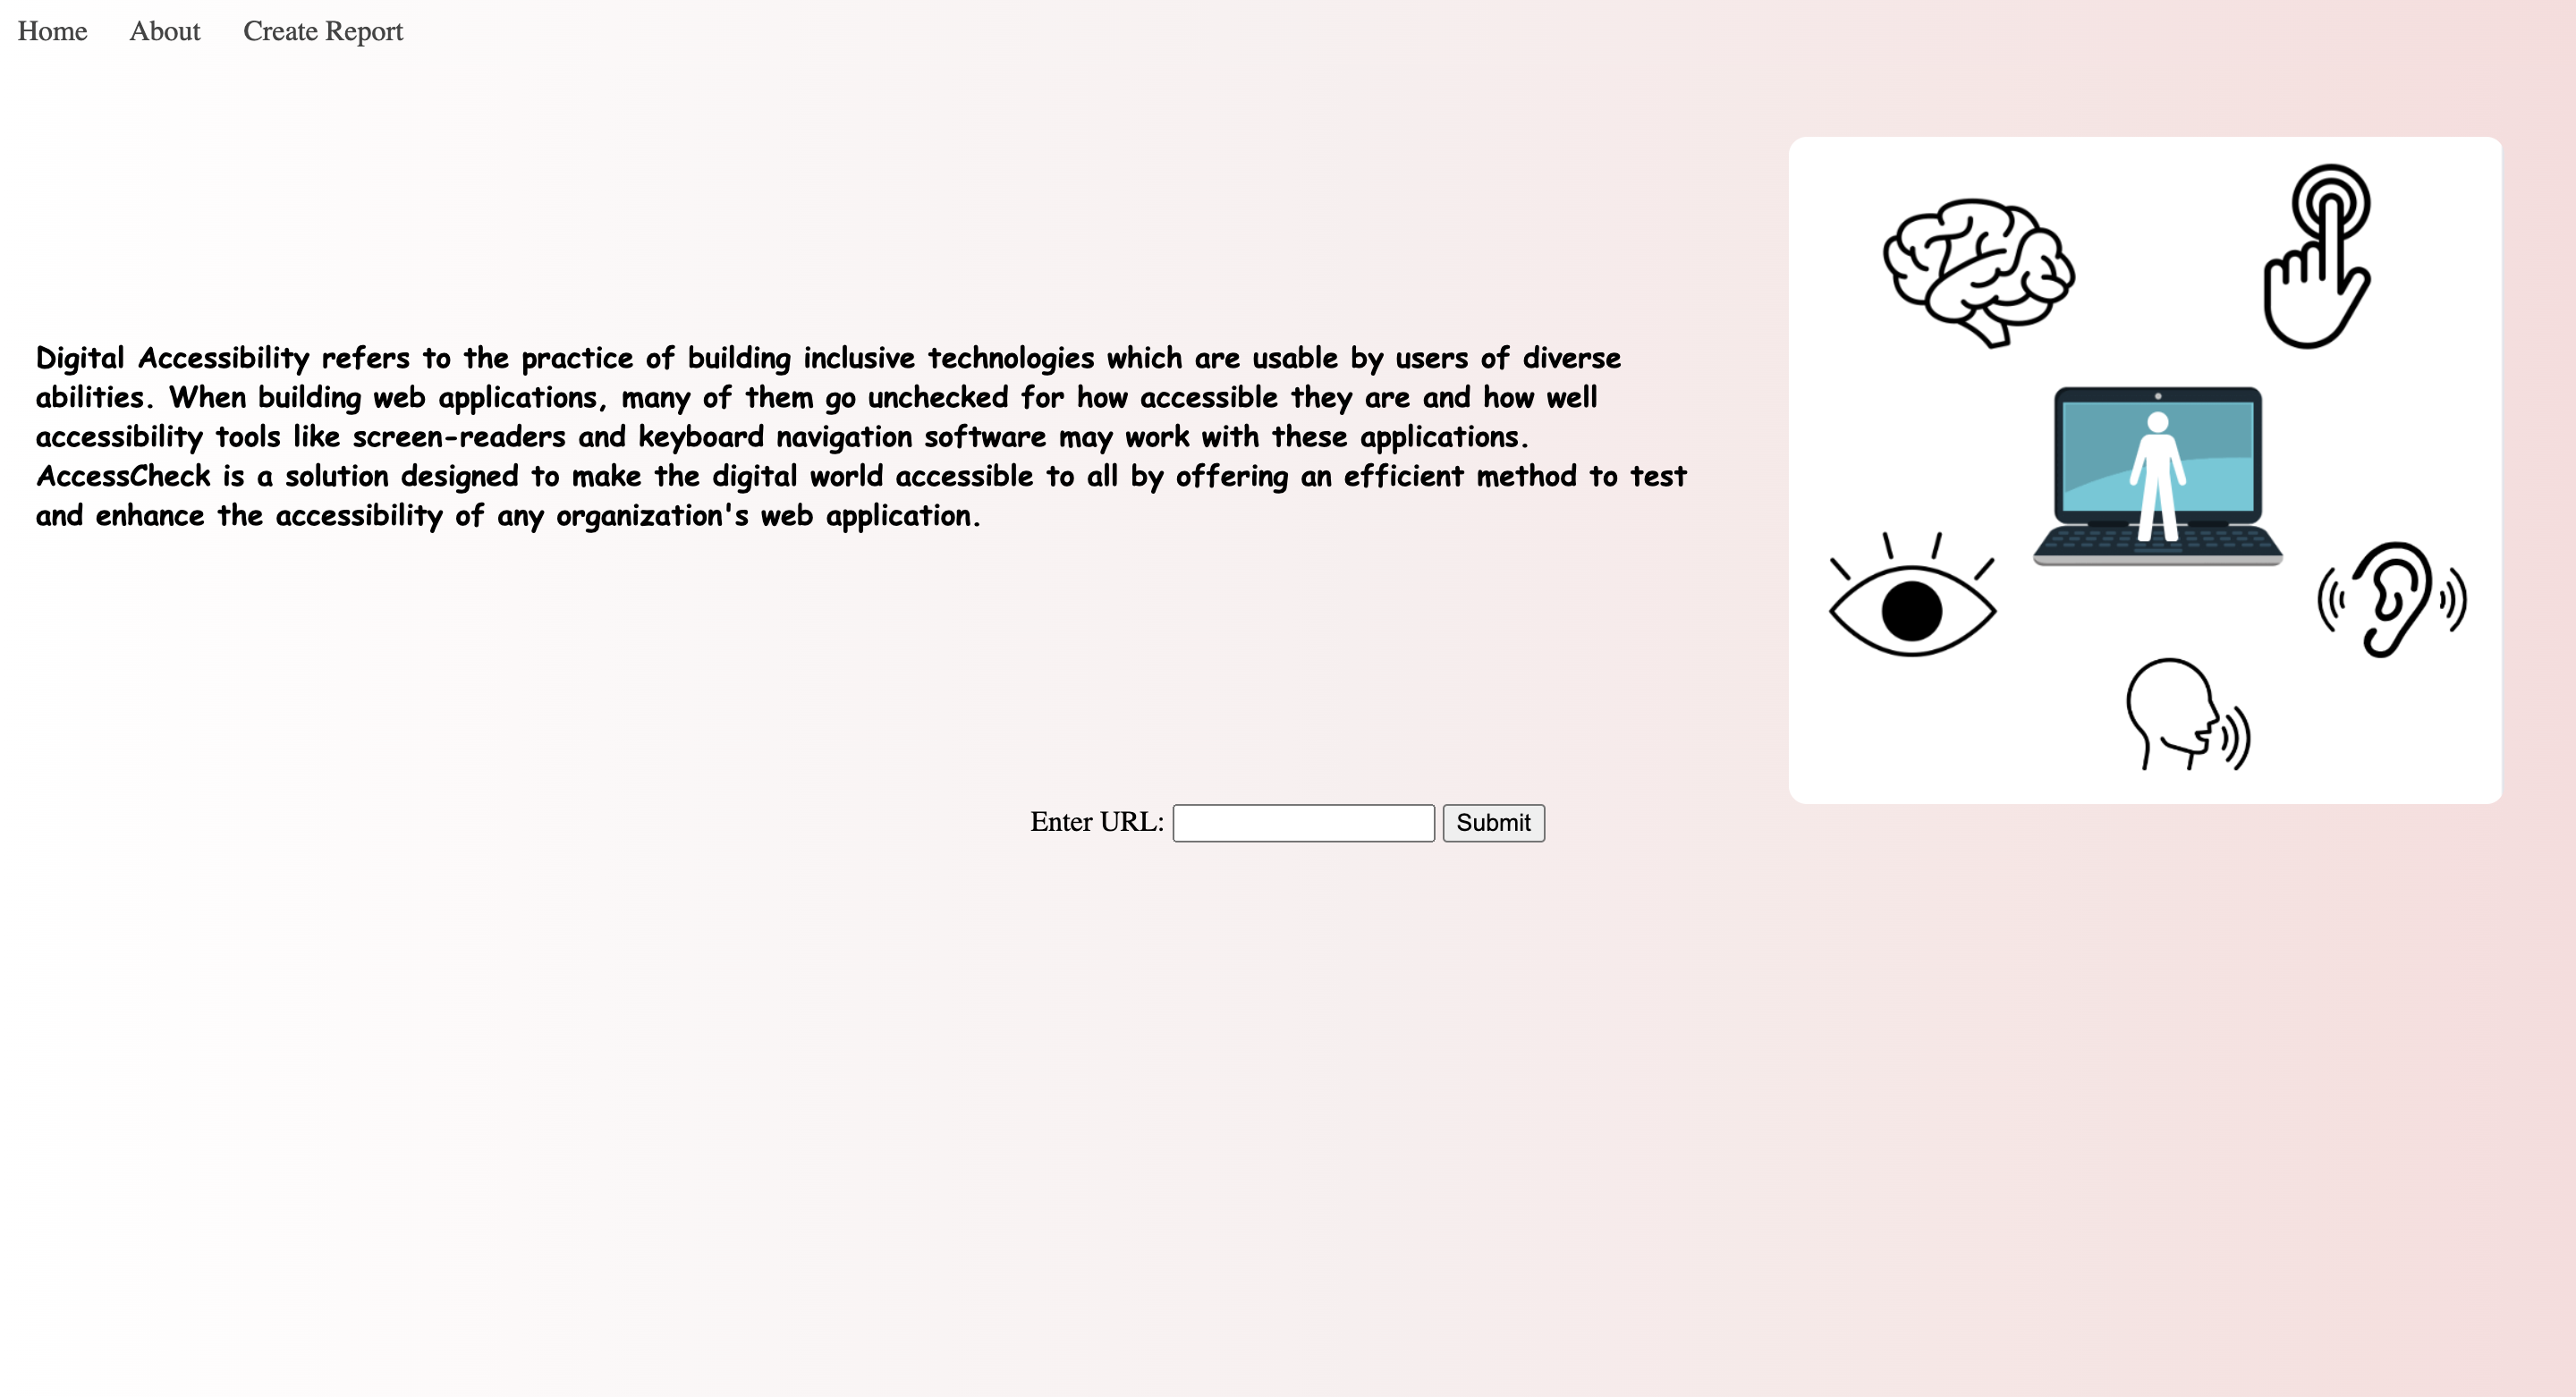 Home About Create Report
Digital Accessibility refers to the practice of building inclusive technologies which are usable by users of diverse
abilities. When building web applications, many of them go unchecked for how accessible they are and how well
accessibility tools like screen-readers and keyboard navigation software may work with these applications.
AccessCheck is a solution designed to make the digital world accessible to all by offering an efficient method to test
and enhance the accessibility of any organization's web application.
Enter URL: Submit